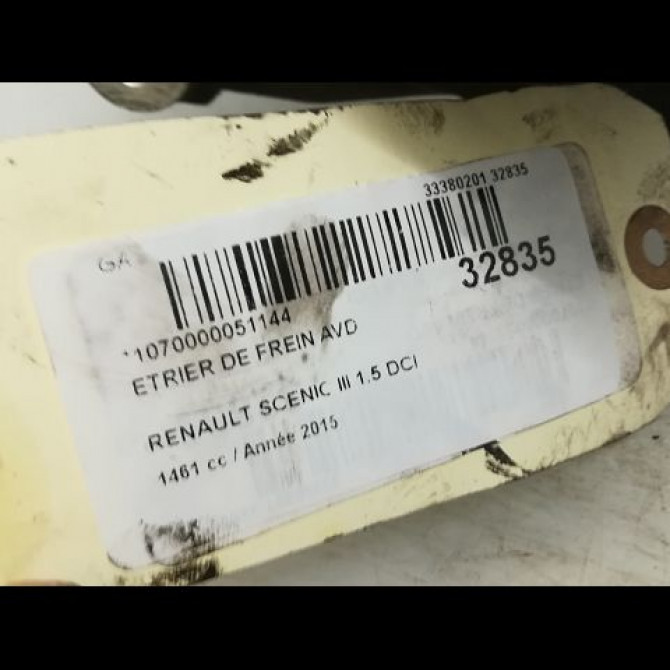 33380201 32835
GA
32835
*1070000051144
ETRIER DE FREIN AVD
RENAULT SCENIC III 1.5 DCI
1461 cc / Année 2015